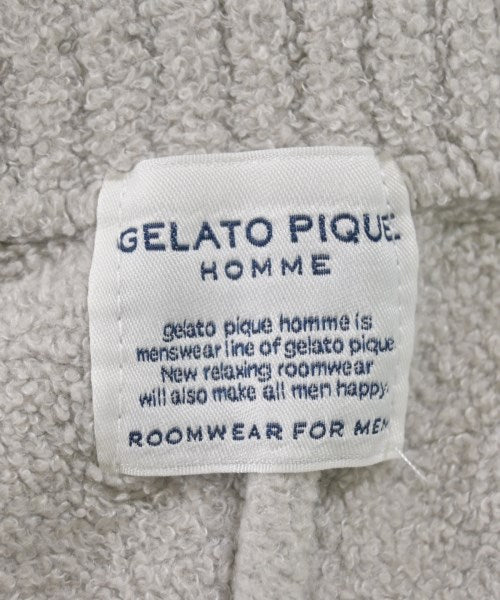 GELATO PIQUE
HOMME
gelato pique homme is
menswear line of gelato pique
New relaxing roomwear
will also make all men happy.
ROOMWEAR FOR MEN